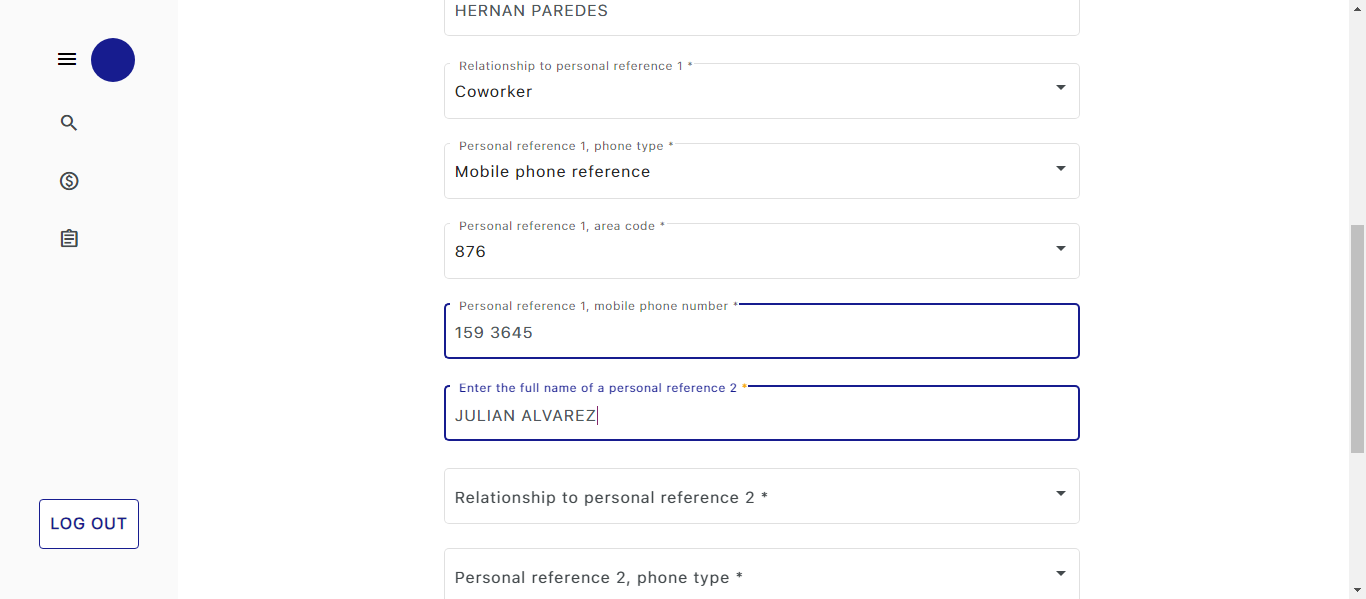 HERNAN PAREDES
Relationship to personal reference 1 *
Coworker
Personal reference 1, phone type *
Mobile phone reference
Personal reference 1, area code *
876
Personal reference 1, mobile phone number *
159 3645
Enter the full name of a personal reference 2 *
JULIAN ALVAREZ
Relationship to personal reference 2 *
Personal reference 2, phone type *
LOG OUT